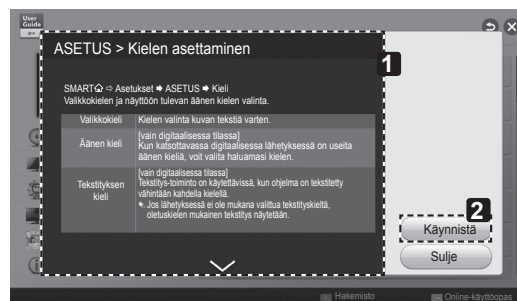 User
Guide
ASETUS > Kielen asettaminen
1
SMART ⇨ Asetukset ➡ ASETUS ➡ Kieli
Valikkokielen ja näyttöön tulevan äänen kielen valinta.
Valikkokieli Kielen valinta kuvan tekstiä varten.
Äänen kieli
[vain digitaalisessa tilassa]
Kun katsottavassa digitaalisessa lähetyksessä on useita
äänen kieliä, voit valita haluamasi kielen.
Tekstityksen
kieli
[vain digitaalisessa tilassa]
Tekstitys-toiminto on käytettävissä, kun ohjelma on tekstitetty
vähintään kahdella kielellä.
Jos lähetyksessä ei ole mukana valittua tekstityskieltä,
oletuskielen mukainen tekstitys näytetään.
2
Käynnistä
Sulje
Hakemisto
Online-käyttöopas